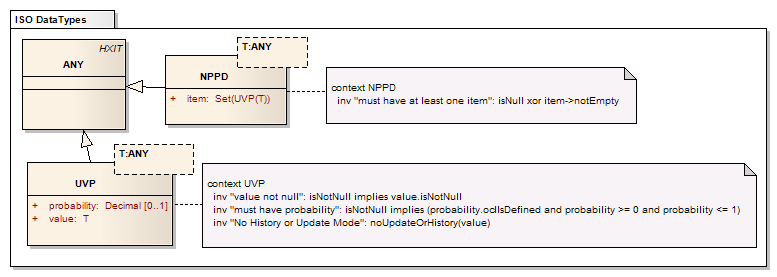 ISO DataTypes
HXIT
ANY
T:ANY
NPPD
+ item: Set(UVP(T))
context NPPD
inv "must have at least one item": isNull xor item->notEmpty
T:ANY
UVP
+ probability: Decimal [0..1]
+ value: T
context UVP
inv "value not null": isNotNull implies value.isNotNull
inv "must have probability": isNotNull implies (probability.oclIsDefined and probability >= 0 and probability <= 1)
inv "No History or Update Mode": noUpdateOrHistory(value)